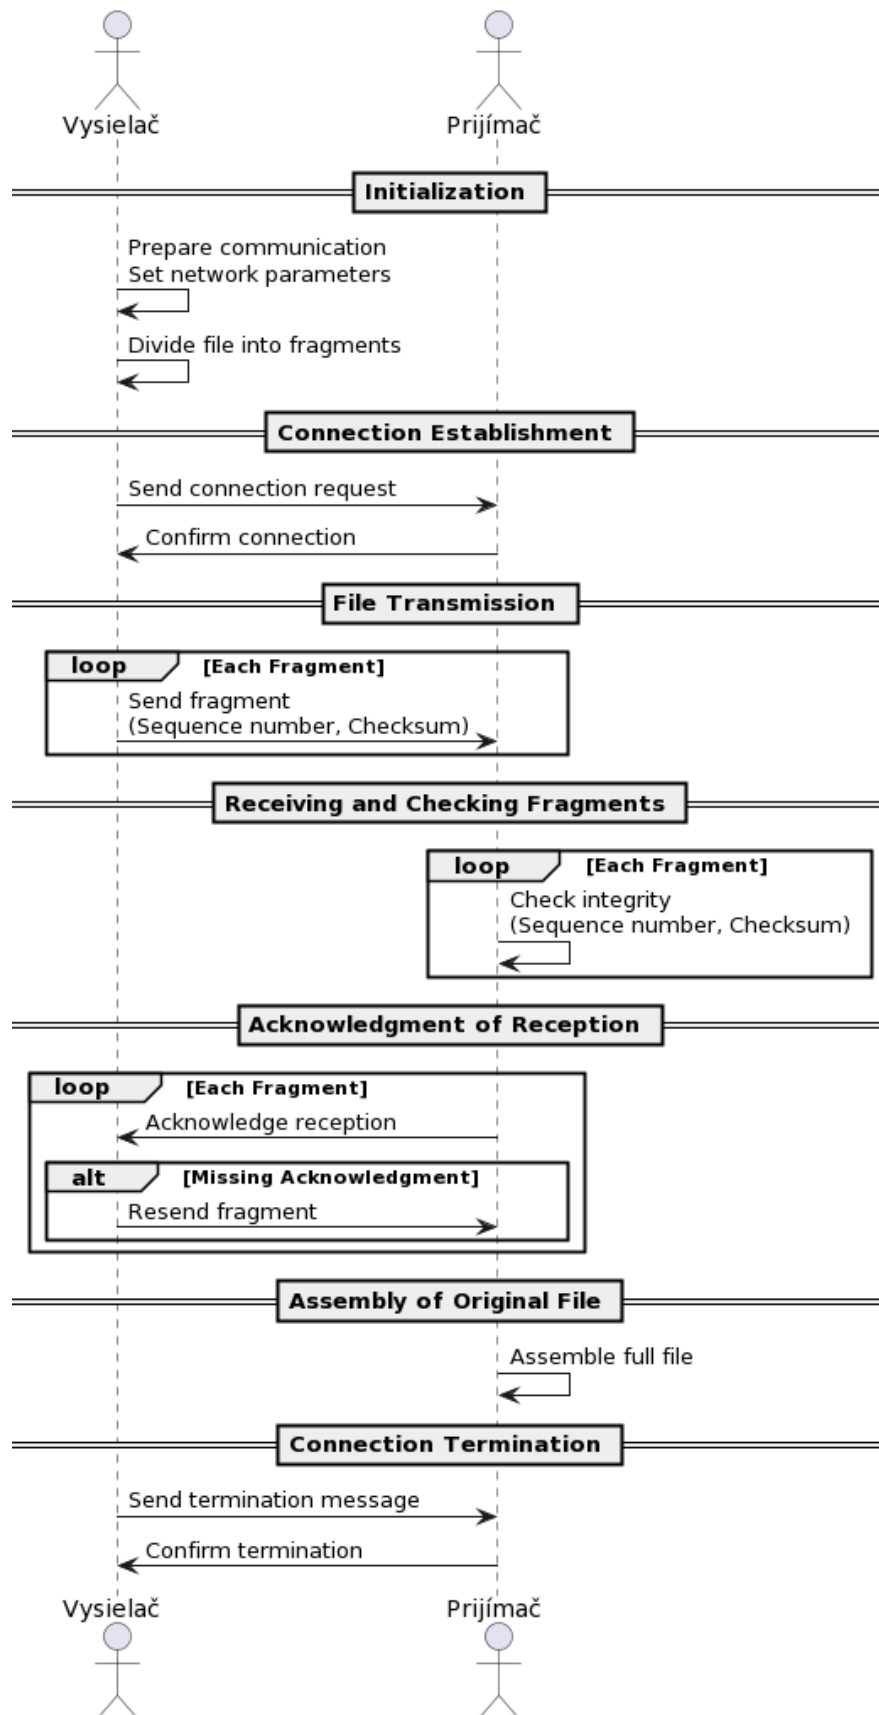 Vysielač
Prijímač
Initialization
Prepare communication
Set network parameters
Divide file into fragments
Connection Establishment
Send connection request
Confirm connection
File Transmission
loop
[Each Fragment]
Send fragment
(Sequence number, Checksum)
Receiving and Checking Fragments
loop
[Each Fragment]
Check integrity
(Sequence number, Checksum)
Acknowledgment of Reception
loop
[Each Fragment]
Acknowledge reception
alt
[Missing Acknowledgment]
Resend fragment
Assembly of Original File
Assemble full file
Connection Termination
Send termination message
Confirm termination
Vysielač
Prijímač